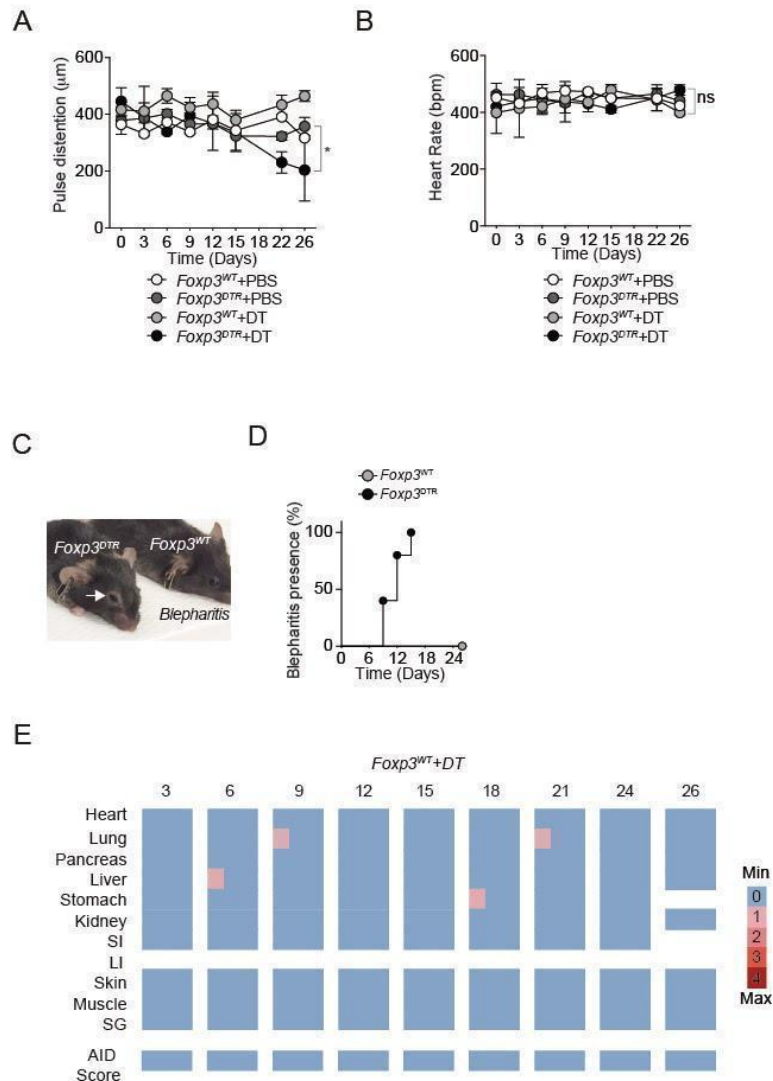 A
Pulse distention (μm)
600
400
200
0
*
0 3 6 9 12 15 18 22 26
Time (Days)
Foxp3WT+PBS
Foxp3DTR+PBS
Foxp3WT+DT
Foxp3DTR+DT
B
Heart Rate (bpm)
600
400
200
0
ns
0 3 6 9 12 15 18 22 26
Time (Days)
Foxp3WT+PBS
Foxp3DTR+PBS
Foxp3WT+DT
Foxp3DTR+DT
C
Foxp3DTR Foxp3WT
Blepharitis
D
Foxp3WT
Foxp3DTR
Blepharitis presence (%)
100
50
0
0 6 12 18 24
Time (Days)
E
Foxp3WT+DT
3 6 9 12 15 18 21 24 26
Heart
Lung
Pancreas
Liver
Stomach
Kidney
SI
LI
Skin
Muscle
SG
AID
Score
Min
0
1
2
3
4
Max